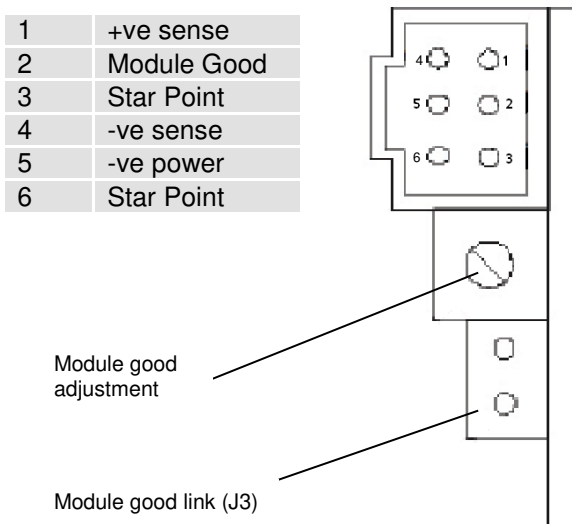 1 +ve sense
2 Module Good
3 Star Point
4 -ve sense
5 -ve power
6 Star Point
4 1
5 2
6 3
Module good
adjustment
Module good link (J3)